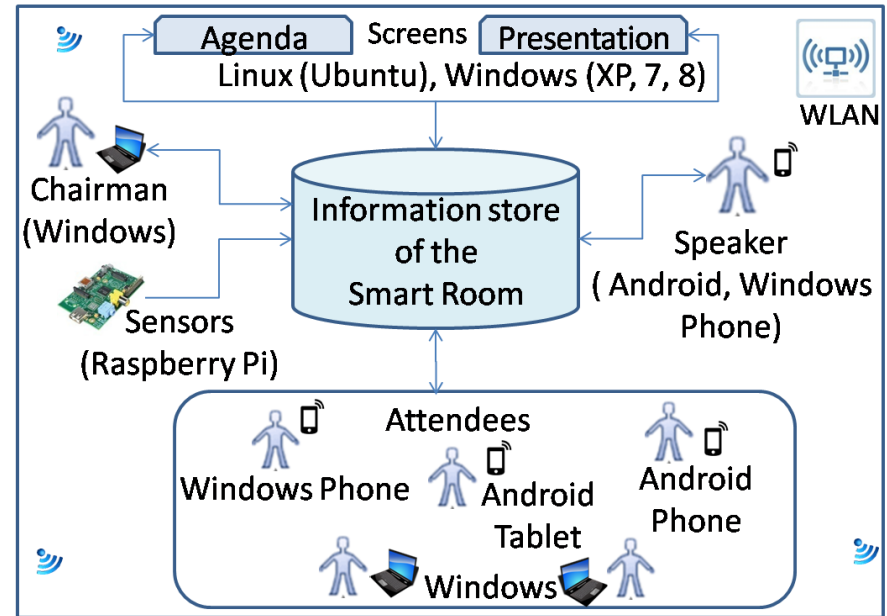 Agenda Screens Presentation
Linux (Ubuntu), Windows (XP, 7, 8)
WLAN
Chairman
(Windows)
Information store
of the
Smart Room
Speaker
( Android, Windows
Phone)
Sensors
(Raspberry Pi)
Attendees
Windows Phone
Android
Tablet
Android
Phone
Windows